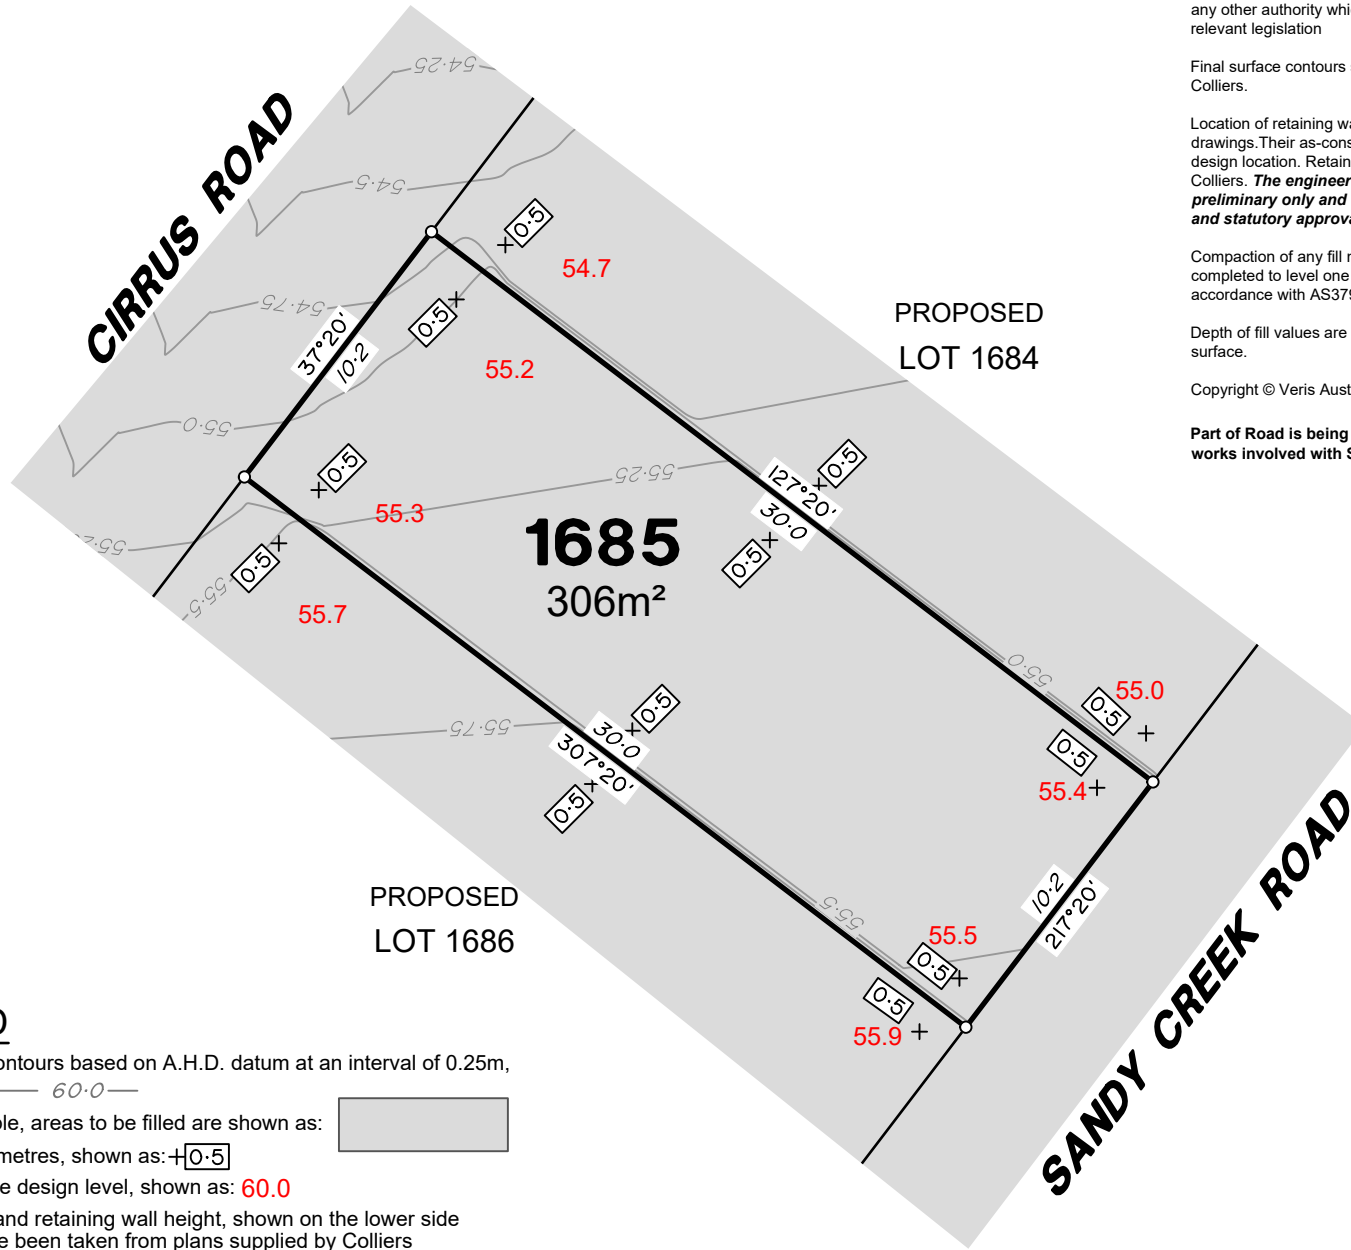 any other authority whi
relevant legislation
Final surface contours
Colliers.
Location of retaining wa
drawings.Their as-cons
design location. Retain
Colliers. The engineer
preliminary only and
and statutory approva
Compaction of any fill
completed to level one
accordance with AS379
Depth of fill values are
surface.
Copyright © Veris Aust
Part of Road is being
works involved with S
CIRRUS ROAD
54·25
54·5
54·75
55·0
55·5
0·5
54.7
0·5
55.2
37°20'
10·2
0·5
55.3
0·5
55.7
55·25
PROPOSED
LOT 1684
0·5
127°20'
30·0
0·5
1685
306m²
55·0
55.0
0·5
0·5
55.4
55·75
0·5
30·0
307°20'
0·5
PROPOSED
LOT 1686
55·5
55.5
0·5
0·5
55.9
10·2
217°20'
SANDY CREEK ROAD
ontours based on A.H.D. datum at an interval of 0.25m,
60·0
ble, areas to be filled are shown as:
metres, shown as:+0·5
e design level, shown as: 60.0
and retaining wall height, shown on the lower side
e been taken from plans supplied by Colliers